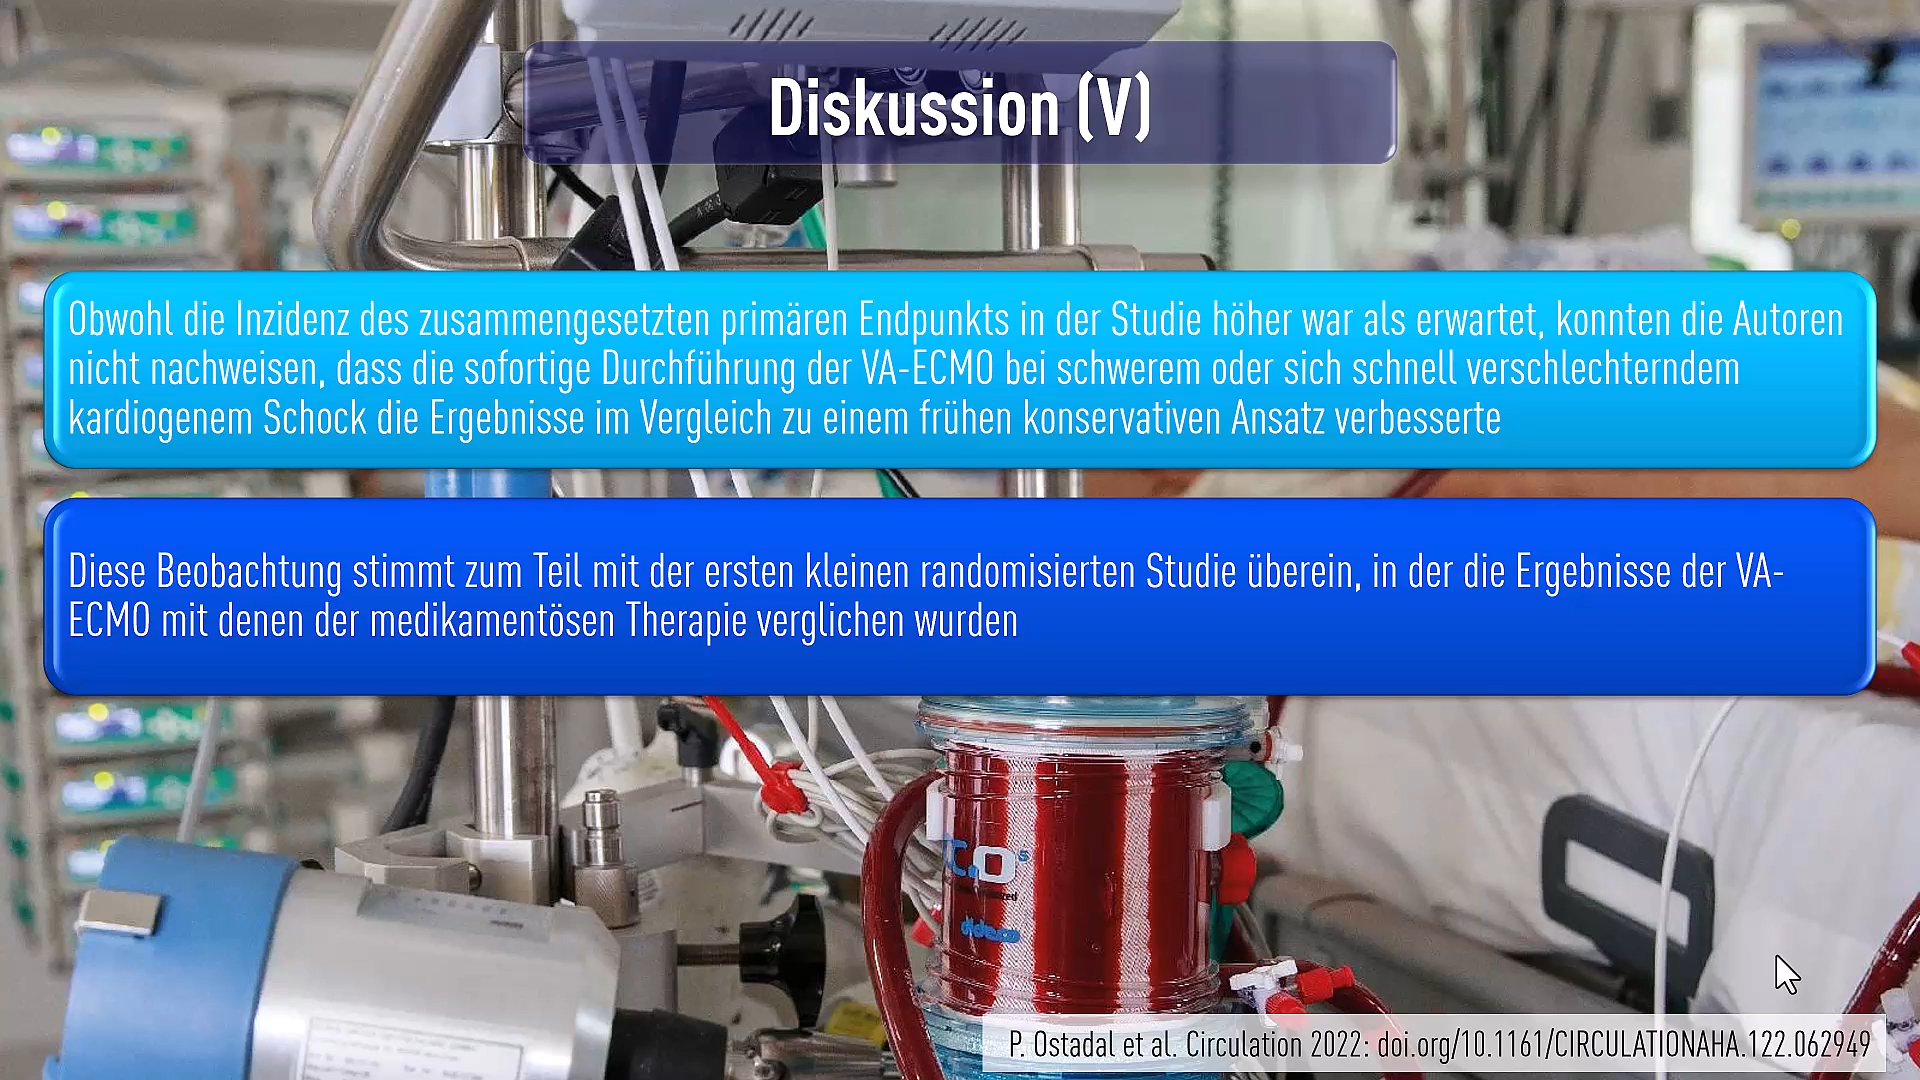 Diskussion (V)
Obwohl die Inzidenz des zusammengesetzten primären Endpunkts in der Studie höher war als erwartet, konnten die Autoren
nicht nachweisen, dass die sofortige Durchführung der VA-ECMO bei schwerem oder sich schnell verschlechterndem
kardiogenem Schock die Ergebnisse im Vergleich zu einem frühen konservativen Ansatz verbesserte
Diese Beobachtung stimmt zum Teil mit der ersten kleinen randomisierten Studie überein, in der die Ergebnisse der VA-
ECMO mit denen der medikamentösen Therapie verglichen wurden
dideco
P. Ostadal et al. Circulation 2022: doi.org/10.1161/CIRCULATIONAHA.122.062949